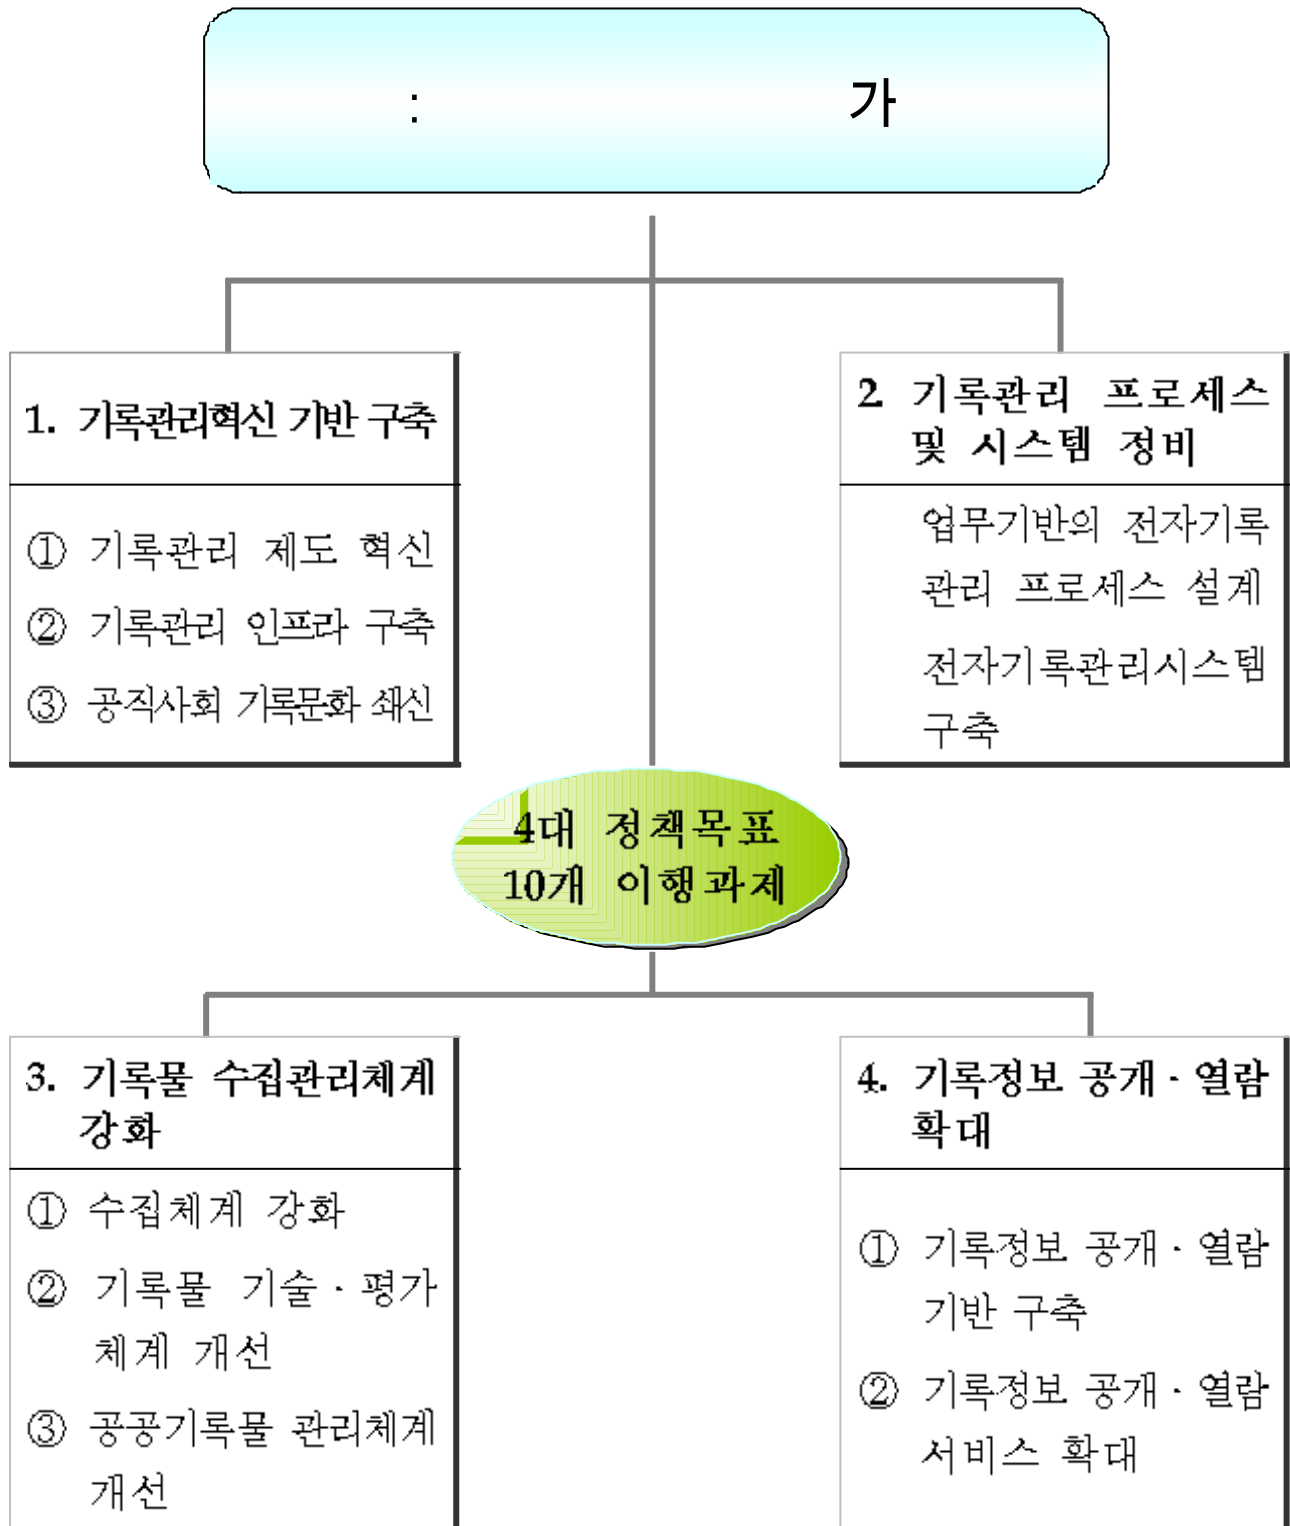 : 가
1. 기록관리혁신 기반 구축
① 기록관리 제도 혁신
② 기록관리 인프라 구축
③ 공직사회 기록문화 쇄신
2. 기록관리 프로세스
및 시스템 정비
업무기반의 전자기록
관리 프로세스 설계
전자기록관리시스템
구축
4대 정책목표
10개 이행과제
3. 기록물 수집관리체계
강화
① 수집체계 강화
② 기록물 기술·평가
체계 개선
③ 공공기록물 관리체계
개선
4. 기록정보 공개·열람
확대
① 기록정보 공개·열람
기반 구축
② 기록정보 공개·열람
서비스 확대